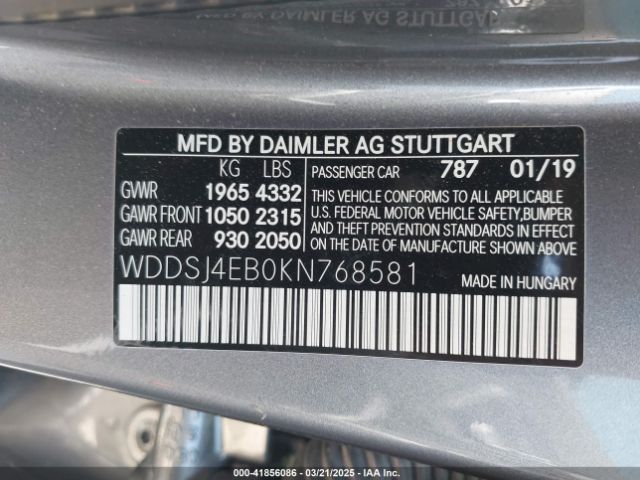 MFD BY DAIMLER AG STUTTGART
KG LBS
GVWR 1965 4332
GAWR FRONT 1050 2315
GAWR REAR 930 2050
PASSENGER CAR 787 01/19
THIS VEHICLE CONFORMS TO ALL APPLICABLE
U.S. FEDERAL MOTOR VEHICLE SAFETY,BUMPER
AND THEFT PREVENTION STANDARDS IN EFFECT
ON THE DATE OF MANUFACTURE SHOWN ABOVE
WDDSJ4EB0KN768581
MADE IN HUNGARY
000-41856086 — 03/21/2025 — IAA Inc.